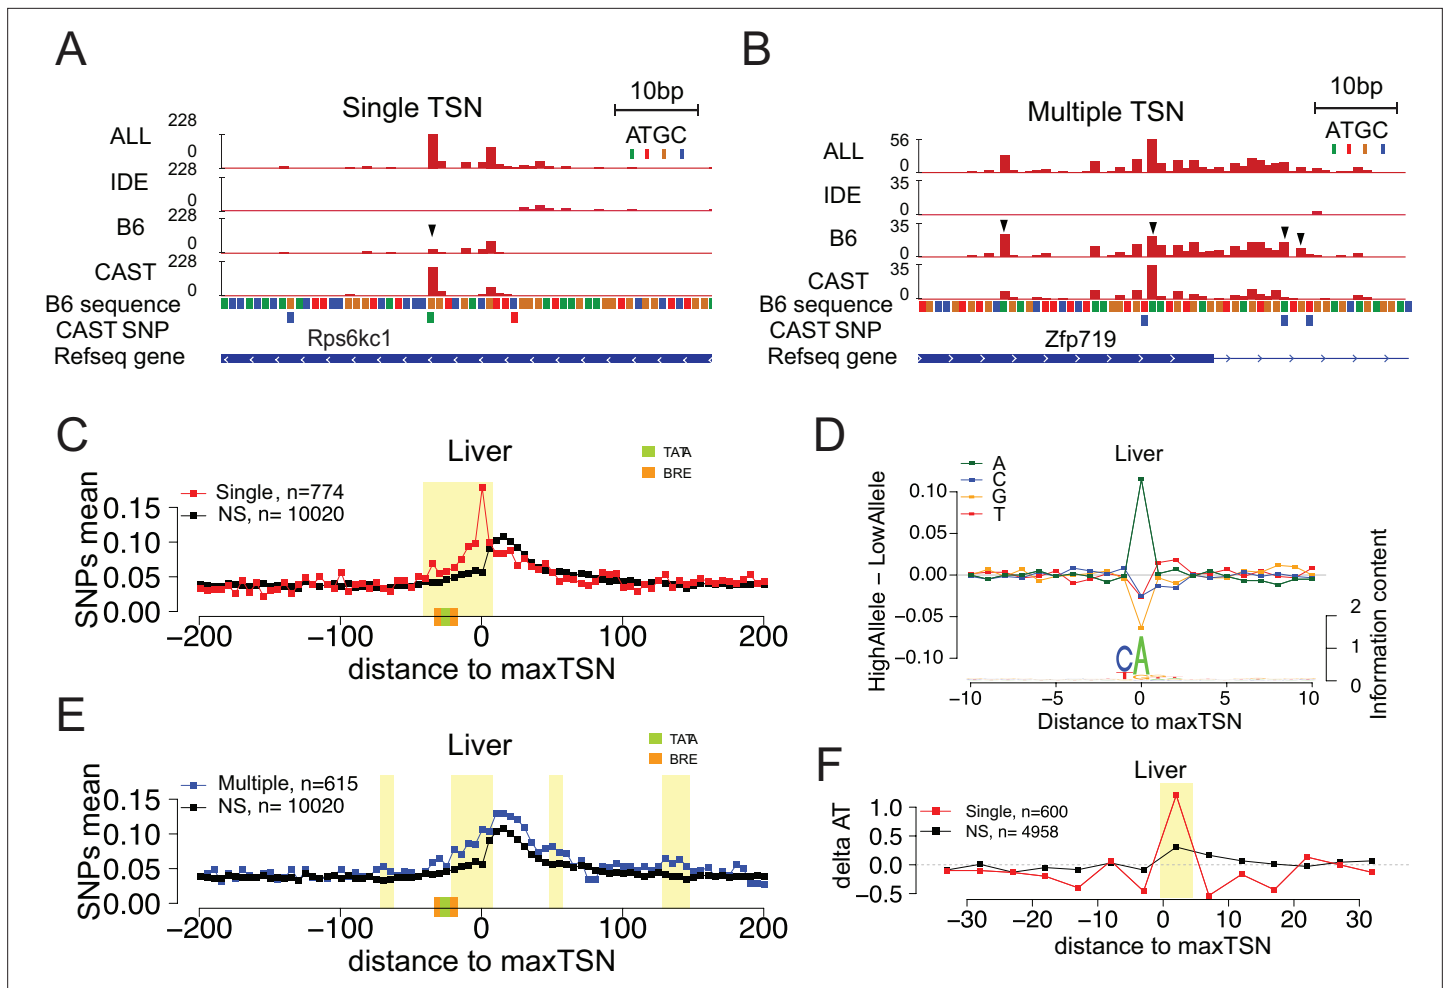 A
Single TSN
10bp
ATGC
ALL
228
0
IDE
228
0
B6
228
0
CAST
228
0
B6 sequence
CAST SNP
Rps6kc1
Refseq gene
B
Multiple TSN
10bp
ATGC
ALL
56
0
IDE
35
0
B6
35
0
CAST
35
0
B6 sequence
CAST SNP
Zfp719
Refseq gene
C
Liver
TATA
BRE
Single, n=774
NS, n= 10020
SNPs mean
0.15
0.10
0.05
0.00
−200 −100 0 100 200
distance to maxTSN
D
Liver
A
C
G
T
HighAllele − LowAllele
0.10
0.05
0.00
−0.05
−0.10
CA
T
2
1
0
Information content
−10 −5 0 5 10
Distance to maxTSN
E
Liver
TATA
BRE
Multiple, n=615
NS, n= 10020
SNPs mean
0.15
0.10
0.05
0.00
−200 −100 0 100 200
distance to maxTSN
F
Liver
Single, n=600
NS, n= 4958
delta AT
1.0
0.5
0.0
−0.5
−30 −20 −10 0 10 20 30
distance to maxTSN